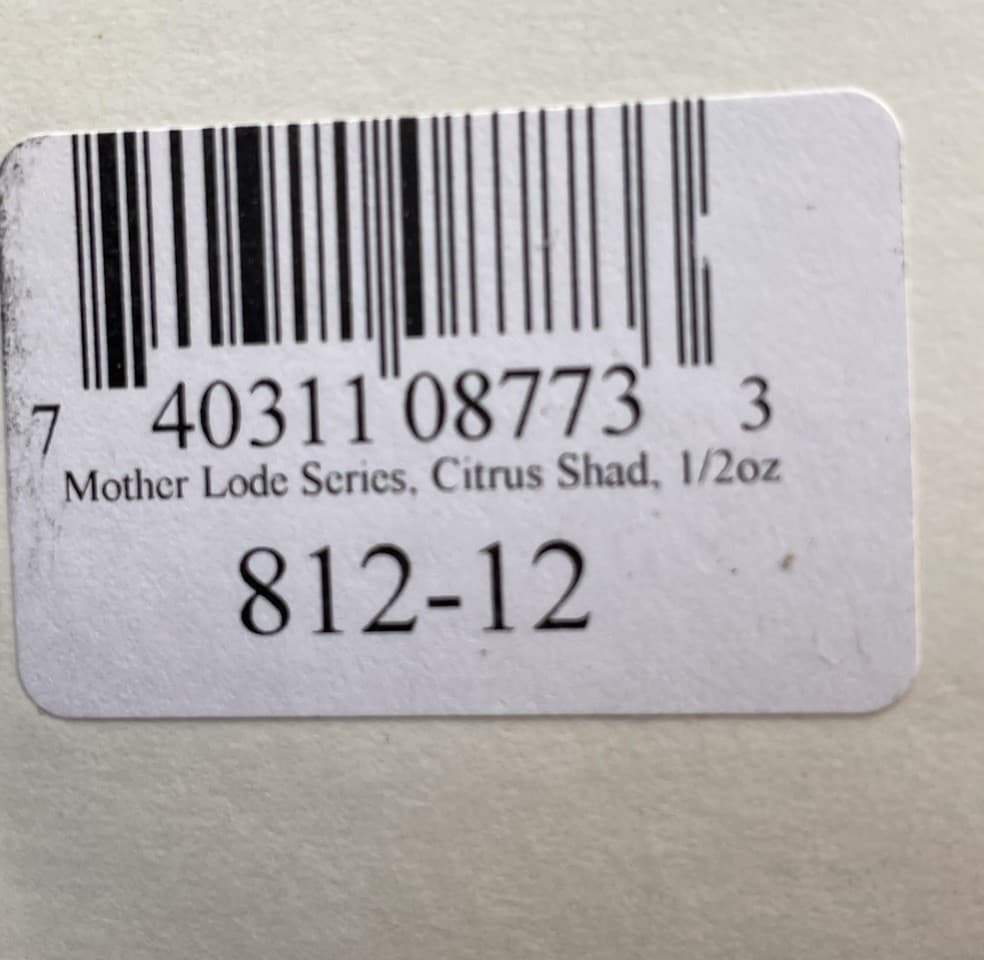 7 40311 08773 3
Mother Lode Series, Citrus Shad, 1/2oz
812-12